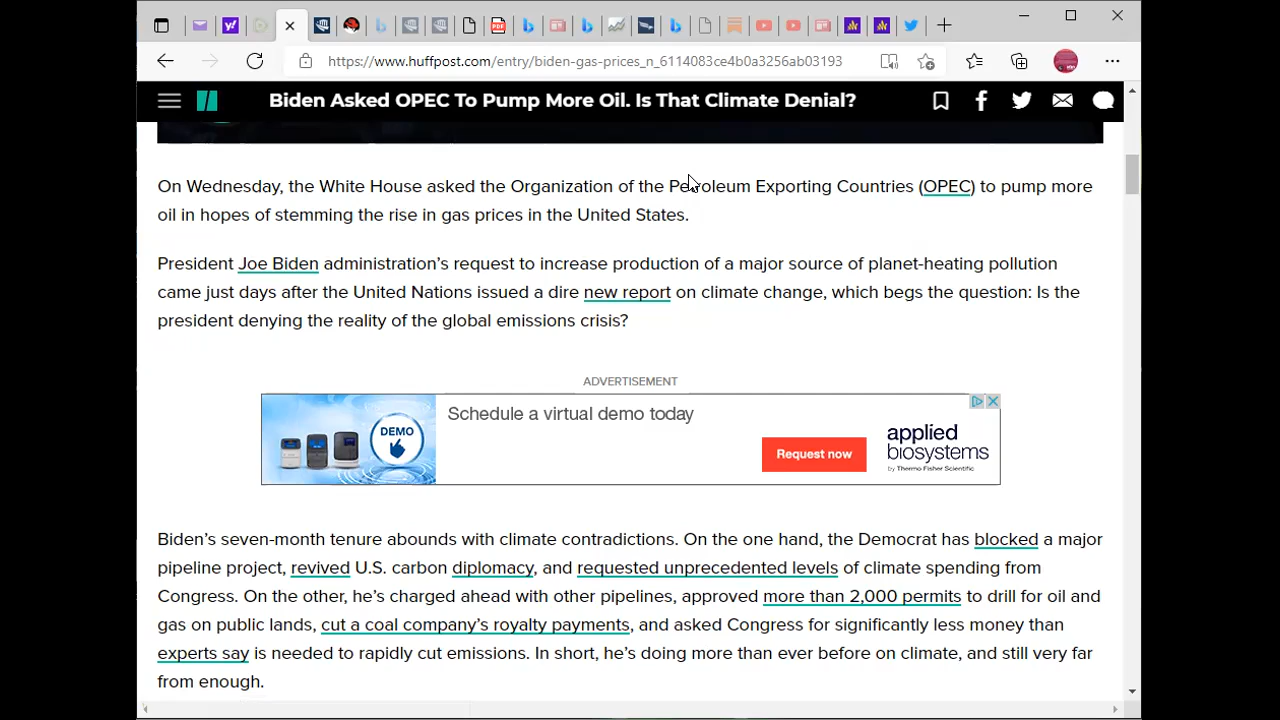 https://www.huffpost.com/entry/biden-gas-prices_n_6114083ce4b0a3256ab03193
Biden Asked OPEC To Pump More Oil. Is That Climate Denial?
On Wednesday, the White House asked the Organization of the Petroleum Exporting Countries (OPEC) to pump more
oil in hopes of stemming the rise in gas prices in the United States.
President Joe Biden administration's request to increase production of a major source of planet-heating pollution
came just days after the United Nations issued a dire new report on climate change, which begs the question: Is the
president denying the reality of the global emissions crisis?
ADVERTISEMENT
Schedule a virtual demo today
DEMO
Request now
applied
biosystems
by Thermo Fisher Scientific
Biden's seven-month tenure abounds with climate contradictions. On the one hand, the Democrat has blocked a major
pipeline project, revived U.S. carbon diplomacy, and requested unprecedented levels of climate spending from
Congress. On the other, he's charged ahead with other pipelines, approved more than 2,000 permits to drill for oil and
gas on public lands, cut a coal company's royalty payments, and asked Congress for significantly less money than
experts say is needed to rapidly cut emissions. In short, he's doing more than ever before on climate, and still very far
from enough.